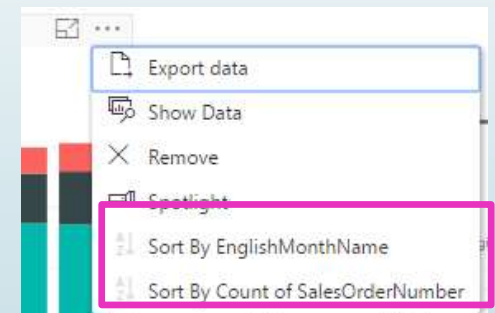 Export data
Show Data
Remove
Spotlight
Sort By EnglishMonthName
Sort By Count of SalesOrderNumber